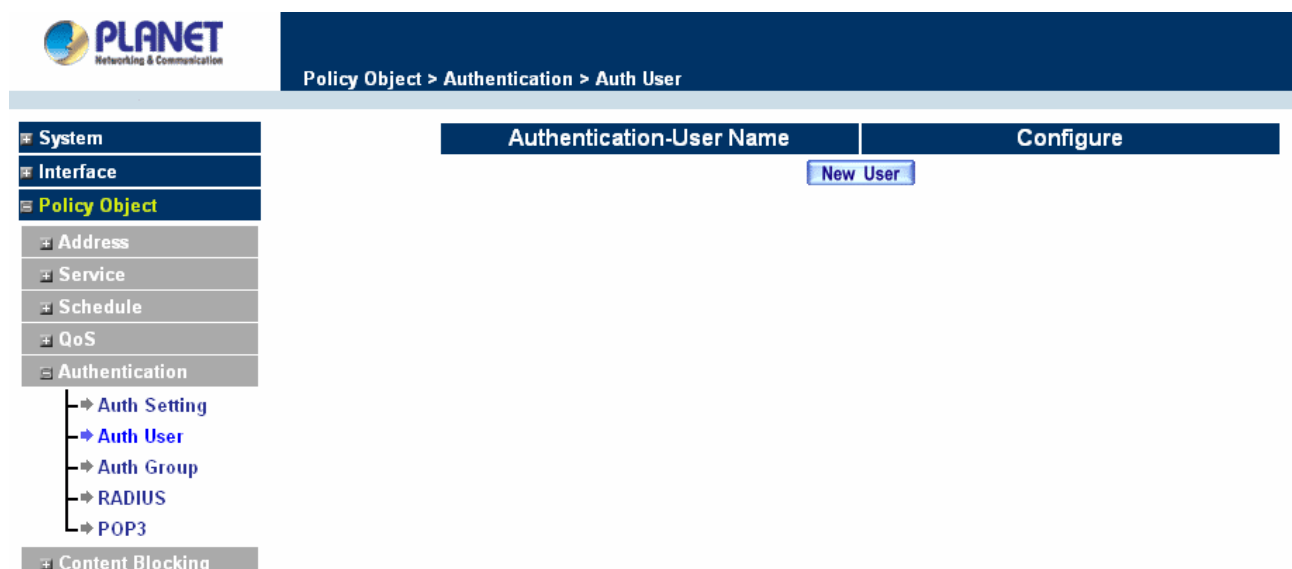 PLANET
Networking & Communication
Policy Object > Authentication > Auth User
System
Interface
Policy Object
Address
Service
Schedule
QoS
Authentication
Auth Setting
Auth User
Auth Group
RADIUS
POP3
Content Blocking
Authentication-User Name Configure
New User